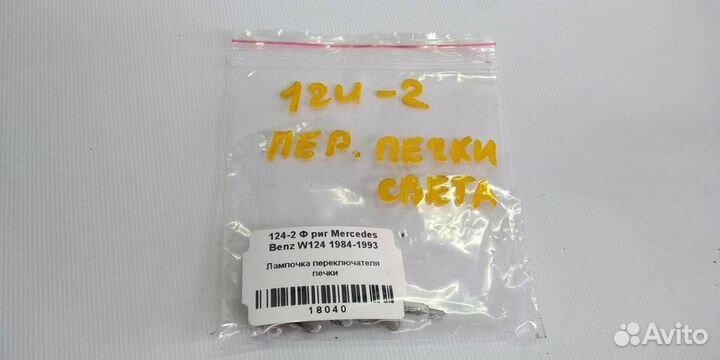 124-2
ПЕР. ПЕЧКИ
СВЕТА
124-2 Ф риг Mercedes
Benz W124 1984-1993
Лампочка переключателя
печки
18040
Avito